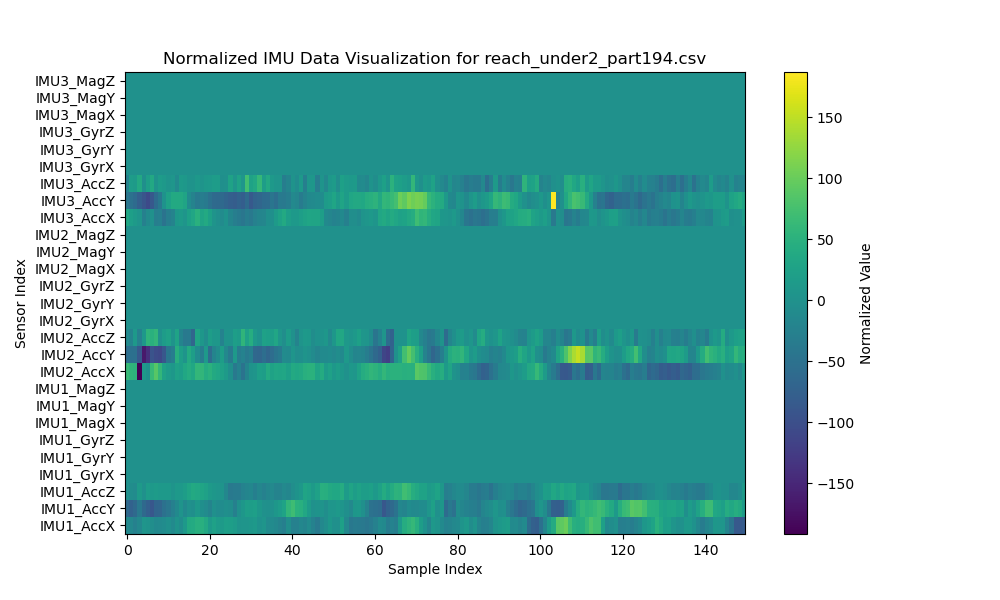 Normalized IMU Data Visualization for reach_under2_part194.csv
IMU3_MagZ
IMU3_MagY
IMU3_MagX
IMU3_GyrZ
IMU3_GyrY
IMU3_GyrX
IMU3_AccZ
IMU3_AccY
IMU3_AccX
IMU2_MagZ
IMU2_MagY
IMU2_MagX
IMU2_GyrZ
IMU2_GyrY
IMU2_GyrX
IMU2_AccZ
IMU2_AccY
IMU2_AccX
IMU1_MagZ
IMU1_MagY
IMU1_MagX
IMU1_GyrZ
IMU1_GyrY
IMU1_GyrX
IMU1_AccZ
IMU1_AccY
IMU1_AccX
Sensor Index
0 20 40 60 80 100 120 140
Sample Index
150
100
50
0
−50
−100
−150
Normalized Value